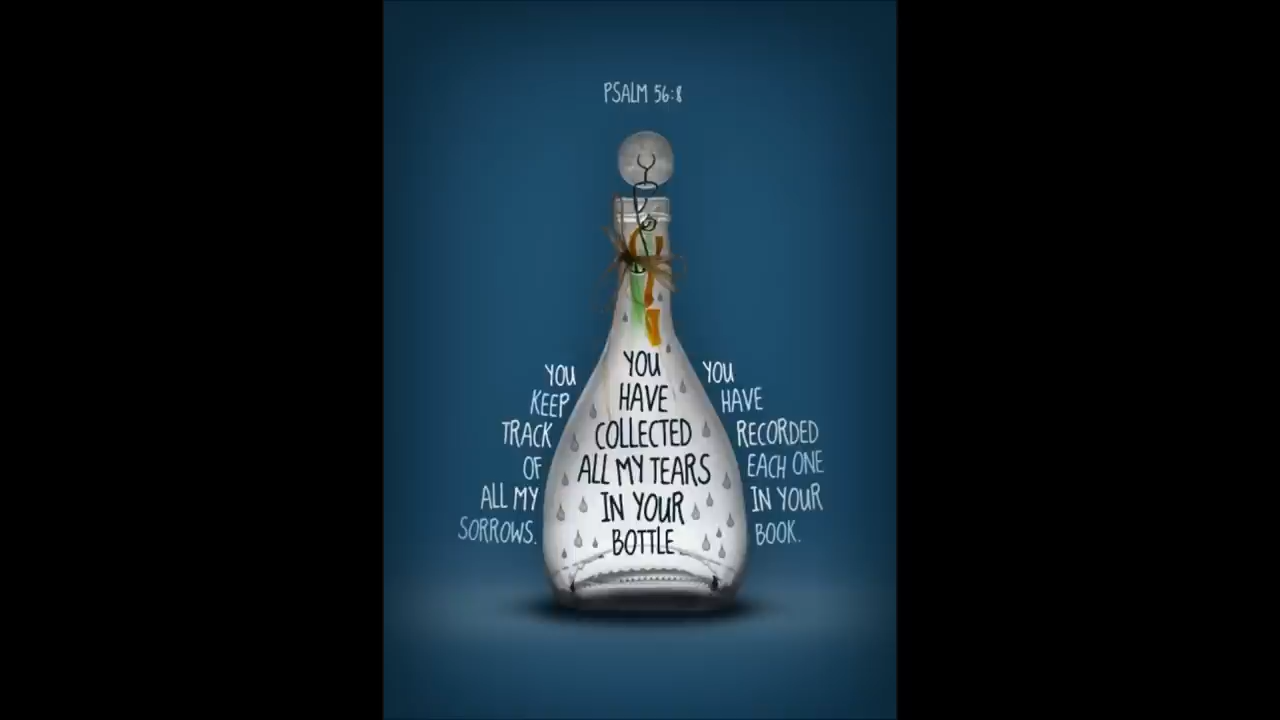 PSALM 56:8
YOU
KEEP
TRACK
OF
ALL MY
SORROWS.
YOU
HAVE
COLLECTED
ALL MY TEARS
IN YOUR
BOTTLE.
YOU
HAVE
RECORDED
EACH ONE
IN YOUR
BOOK.